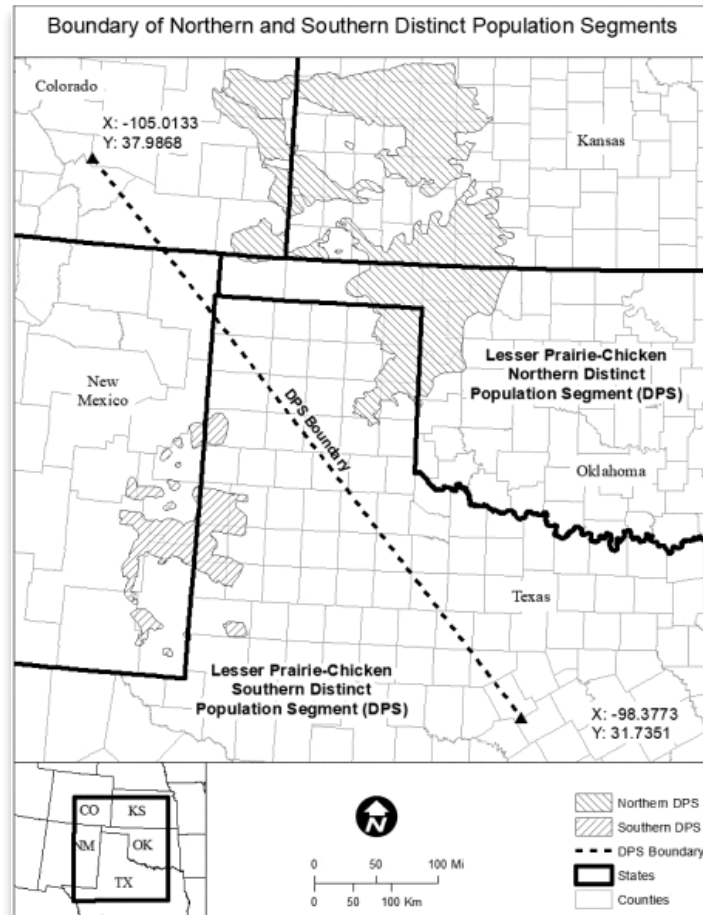 Boundary of Northern and Southern Distinct Population Segments
Colorado
X: -105.0133
Y: 37.9868
Kansas
New
Mexico
DPS Boundary
Lesser Prairie-Chicken
Northern Distinct
Population Segment (DPS)
Oklahoma
Texas
Lesser Prairie-Chicken
Southern Distinct
Population Segment (DPS)
X: -98.3773
Y: 31.7351
CO
KS
NM
OK
TX
N
0 50 100 Mi
0 50 100 Km
Northern DPS
Southern DPS
DPS Boundary
States
Counties